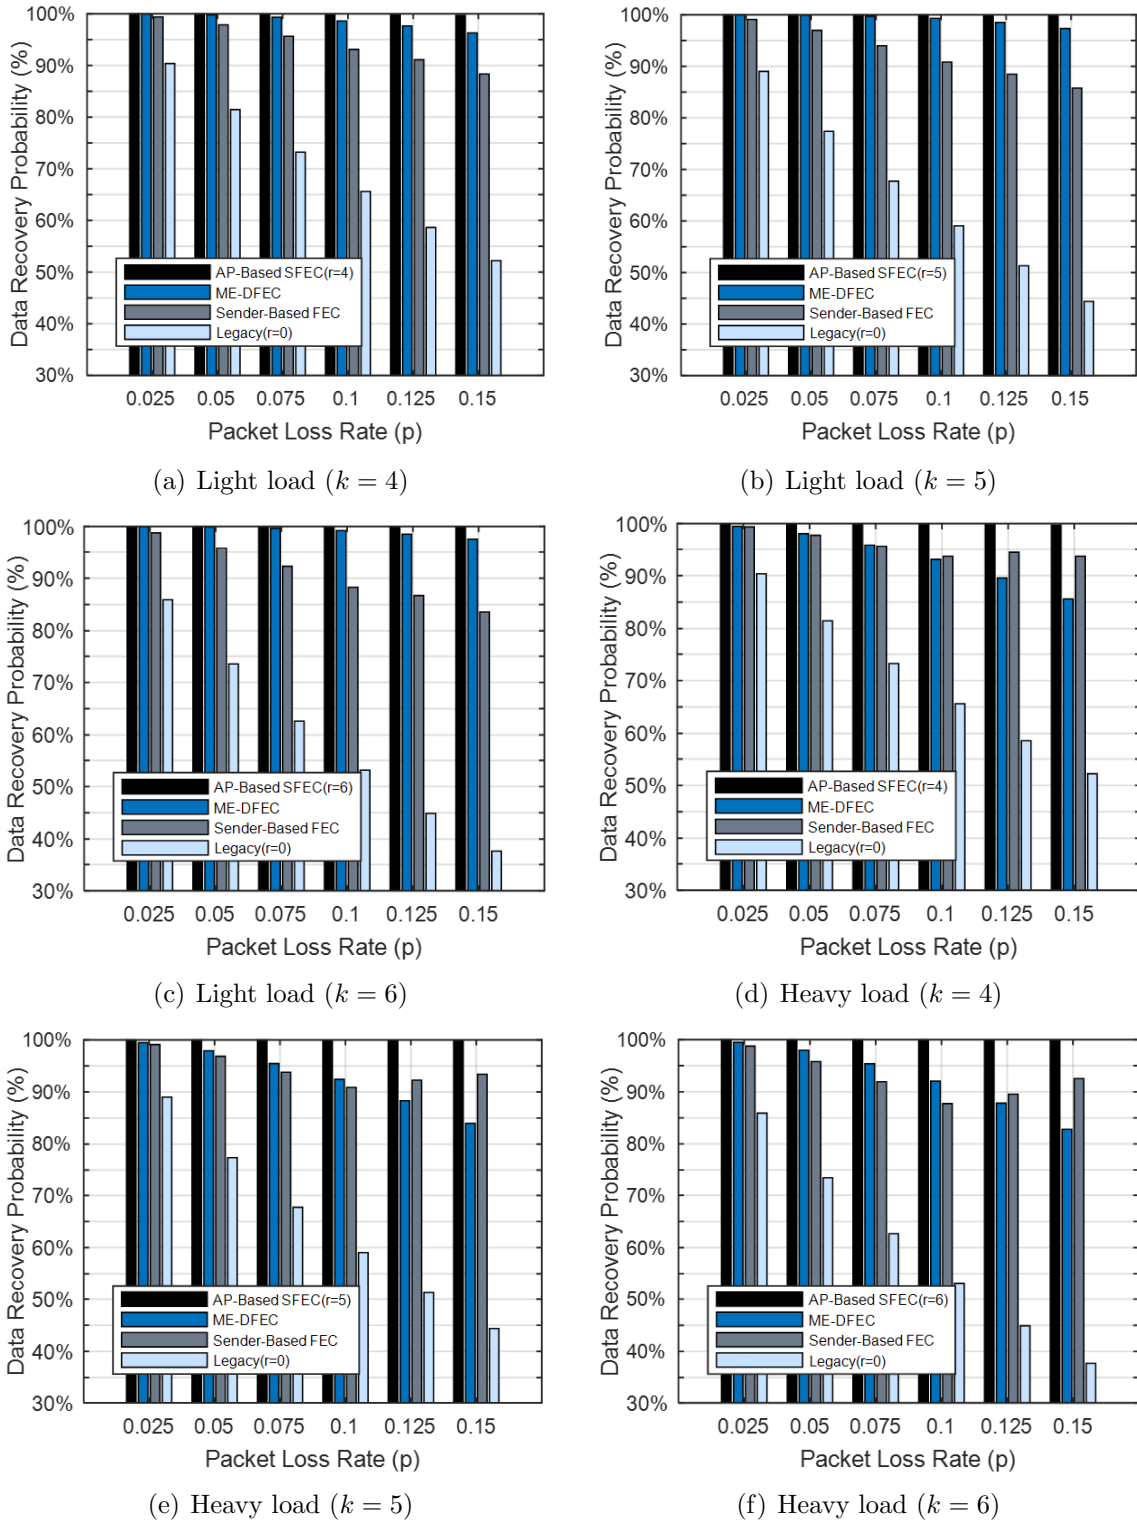 100%
90%
80%
70%
60%
50%
40%
30%
Data Recovery Probability (%)
AP-Based SFEC(r=4)
ME-DFEC
Sender-Based FEC
Legacy(r=0)
0.025 0.05 0.075 0.1 0.125 0.15
Packet Loss Rate (p)
(a) Light load (k = 4)
100%
90%
80%
70%
60%
50%
40%
30%
Data Recovery Probability (%)
AP-Based SFEC(r=5)
ME-DFEC
Sender-Based FEC
Legacy(r=0)
0.025 0.05 0.075 0.1 0.125 0.15
Packet Loss Rate (p)
(b) Light load (k = 5)
100%
90%
80%
70%
60%
50%
40%
30%
Data Recovery Probability (%)
AP-Based SFEC(r=6)
ME-DFEC
Sender-Based FEC
Legacy(r=0)
0.025 0.05 0.075 0.1 0.125 0.15
Packet Loss Rate (p)
(c) Light load (k = 6)
100%
90%
80%
70%
60%
50%
40%
30%
Data Recovery Probability (%)
AP-Based SFEC(r=4)
ME-DFEC
Sender-Based FEC
Legacy(r=0)
0.025 0.05 0.075 0.1 0.125 0.15
Packet Loss Rate (p)
(d) Heavy load (k = 4)
100%
90%
80%
70%
60%
50%
40%
30%
Data Recovery Probability (%)
AP-Based SFEC(r=5)
ME-DFEC
Sender-Based FEC
Legacy(r=0)
0.025 0.05 0.075 0.1 0.125 0.15
Packet Loss Rate (p)
(e) Heavy load (k = 5)
100%
90%
80%
70%
60%
50%
40%
30%
Data Recovery Probability (%)
AP-Based SFEC(r=6)
ME-DFEC
Sender-Based FEC
Legacy(r=0)
0.025 0.05 0.075 0.1 0.125 0.15
Packet Loss Rate (p)
(f) Heavy load (k = 6)